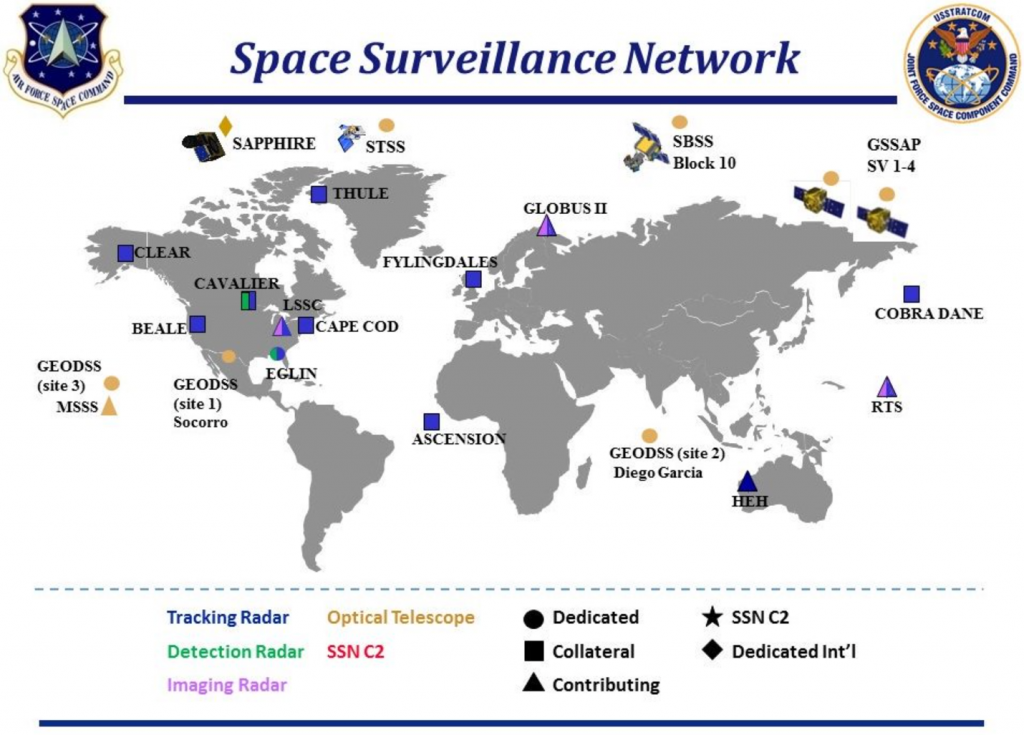 Space Surveillance Network
AIR FORCE SPACE COMMAND
USSTRATCOM
JOINT FORCE SPACE COMPONENT COMMAND
SAPPHIRE
STSS
SBSS
Block 10
GSSAP
SV 1-4
THULE
GLOBUS II
CLEAR
FYLINGDALES
CAVALIER
LSSC
COBRA DANE
BEALE
CAPE COD
EGLIN
GEODSS
(site 3)
MSSS
GEODSS
(site 1)
Socorro
RTS
ASCENSION
GEODSS (site 2)
Diego Garcia
HEH
Tracking Radar
Optical Telescope
Dedicated
SSN C2
Detection Radar
SSN C2
Collateral
Dedicated Int'l
Imaging Radar
Contributing